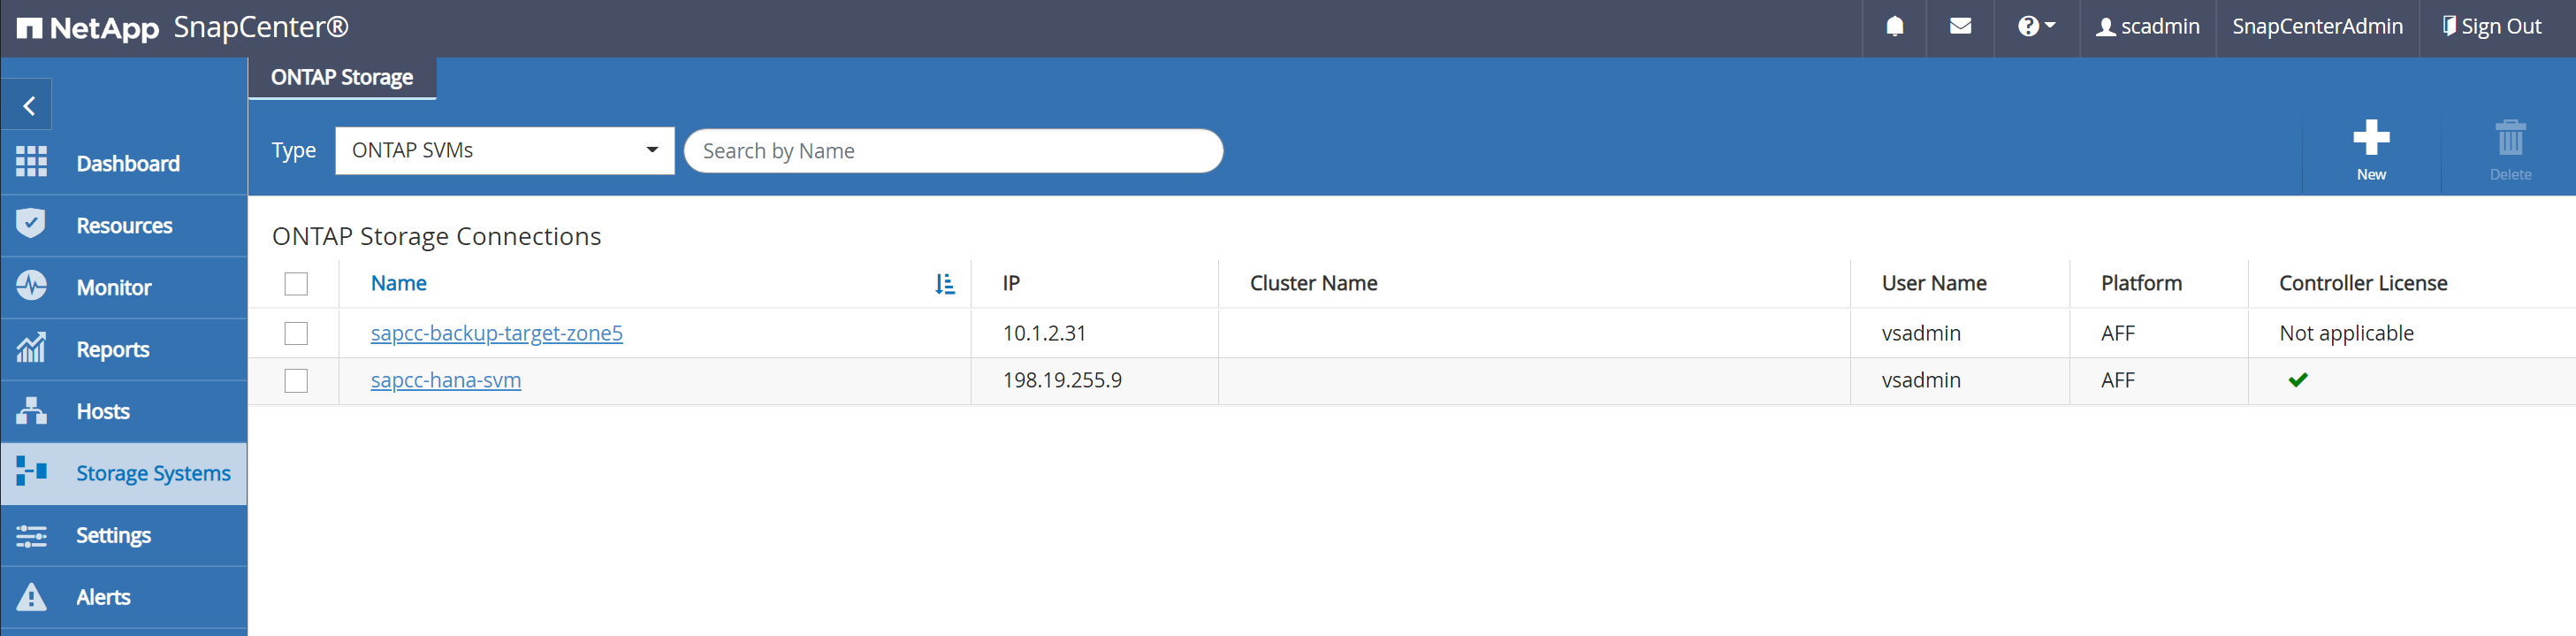 NetApp SnapCenter®
scadmin SnapCenterAdmin Sign Out
ONTAP Storage
Type ONTAP SVMs Search by Name
New Delete
Dashboard
Resources
Monitor
Reports
Hosts
Storage Systems
Settings
Alerts
ONTAP Storage Connections
Name IP Cluster Name User Name Platform Controller License
sapcc-backup-target-zone5 10.1.2.31 vsadmin AFF Not applicable
sapcc-hana-svm 198.19.255.9 vsadmin AFF